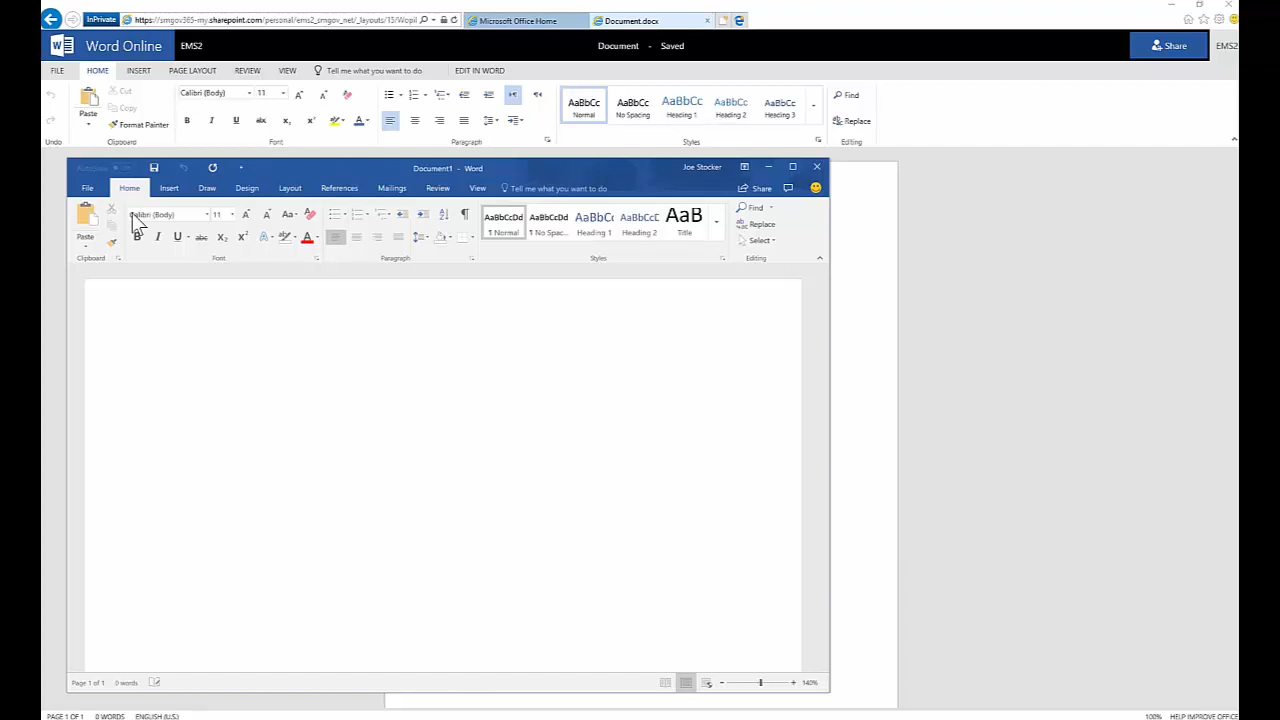 InPrivate https://smgov365-my.sharepoint.com/personal/ems2_smgov_net/_layouts/15/Wopi Microsoft Office Home Document.docx ×
Word Online EMS2 Document - Saved Share EMS2
FILE HOME INSERT PAGE LAYOUT REVIEW VIEW Tell me what you want to do EDIT IN WORD
Paste Cut Copy Format Painter
Calibri (Body) 11
B I U abc x₂ x² A
AaBbCc AaBbCc AaBbCc AaBbCc AaBbCc
Normal No Spacing Heading 1 Heading 2 Heading 3
Find
Replace
Undo Clipboard Font Paragraph Styles Editing
Document1 - Word Joe Stocker
File Home Insert Draw Design Layout References Mailings Review View Tell me what you want to do Share
Paste
Calibri (Body) 11 Aa
B I U abc X₂ X² A A
AaBbCcDd AaBbCcDd AaBbCc AaBbCcD AaB
¶ Normal ¶ No Spac... Heading 1 Heading 2 Title
Find
Replace
Select
Clipboard Font Paragraph Styles Editing
Page 1 of 1 0 words 140%
PAGE 1 OF 1 0 WORDS ENGLISH (U.S.) 100% HELP IMPROVE OFFICE